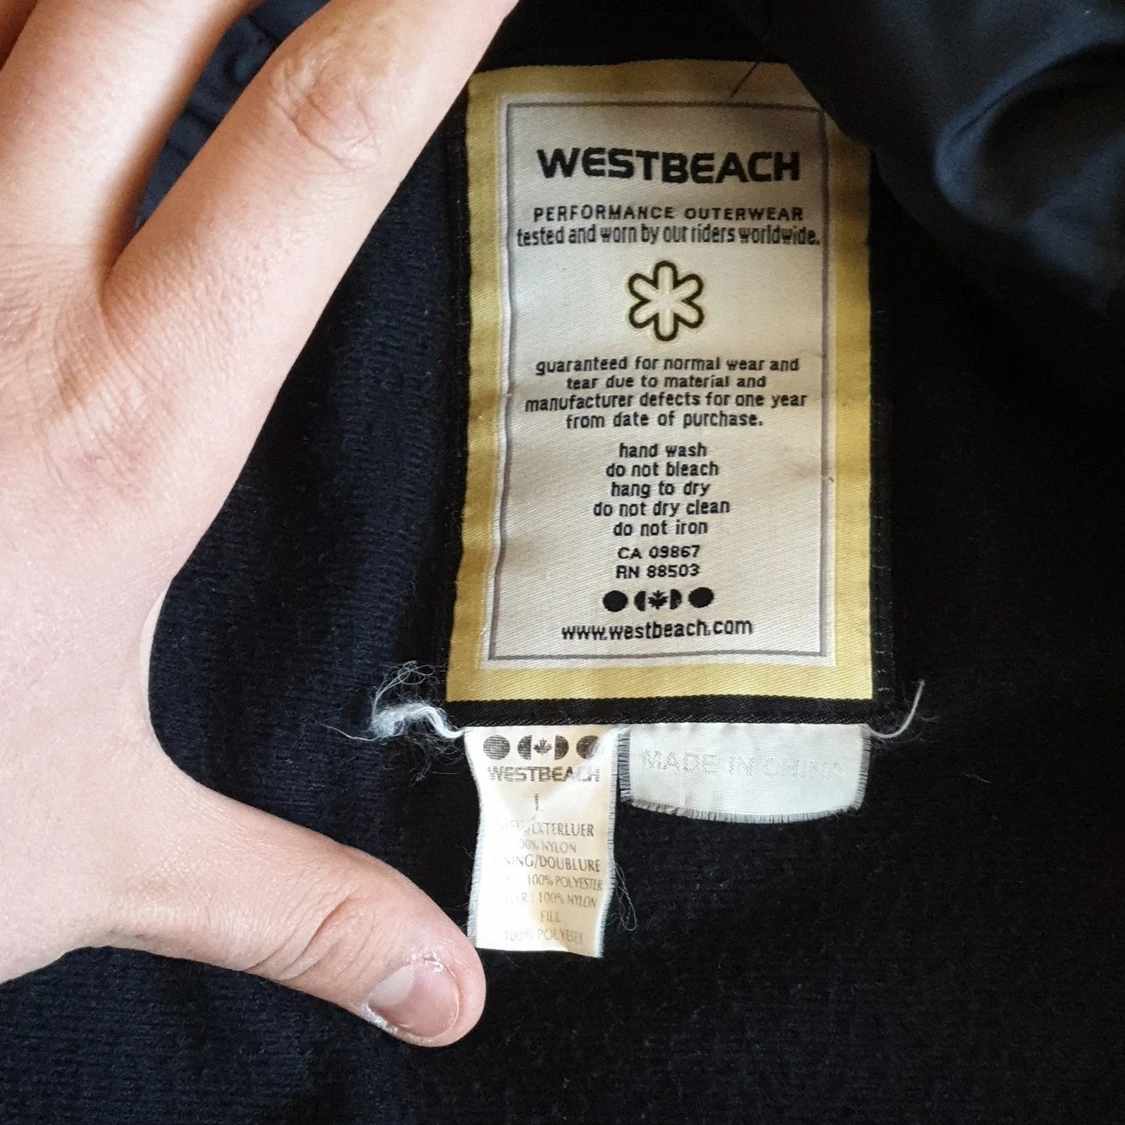 WESTBEACH
PERFORMANCE OUTERWEAR
tested and worn by our riders worldwide.
guaranteed for normal wear and
tear due to material and
manufacturer defects for one year
from date of purchase.
hand wash
do not bleach
hang to dry
do not dry clean
do not iron
CA 09867
RN 88503
www.westbeach.com
WESTBEACH
EXTERLUER
NYLON
/DOUBLURE
100% POLYESTER
100% NYLON
FILL
100%
MADE IN CHINA